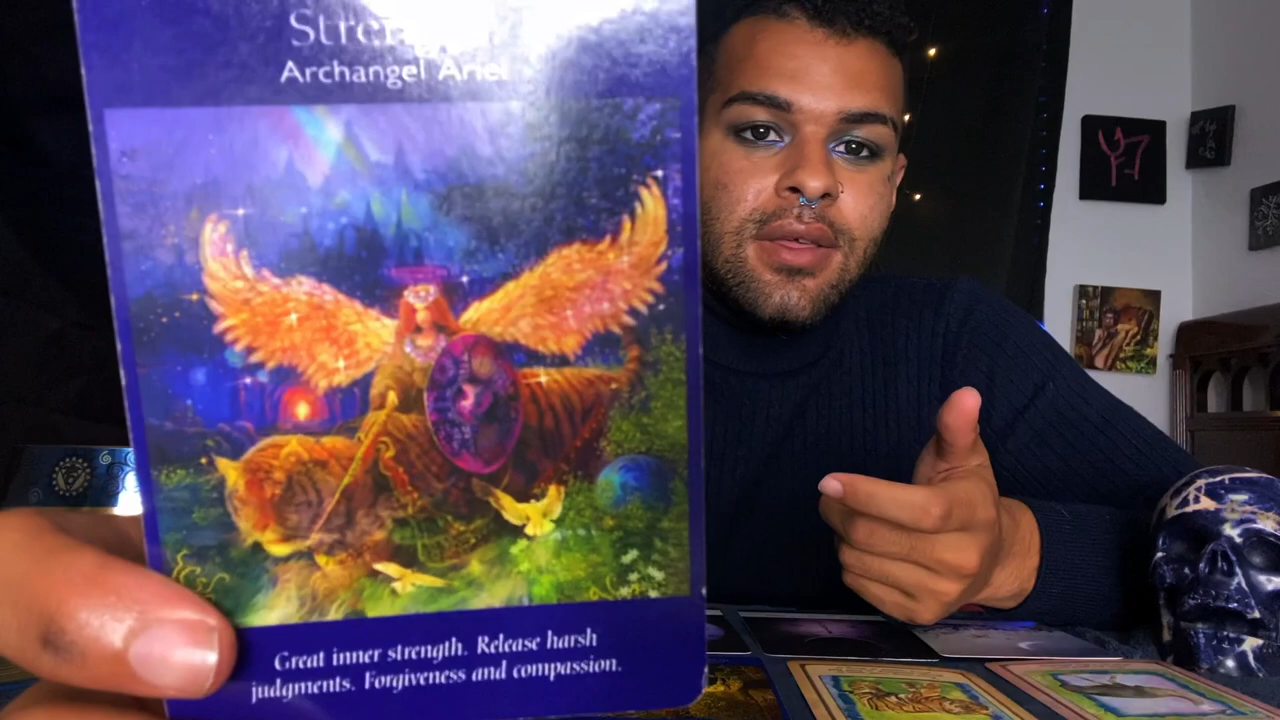 Archangel Ariel
Great inner strength. Release harsh
judgments. Forgiveness and compassion.